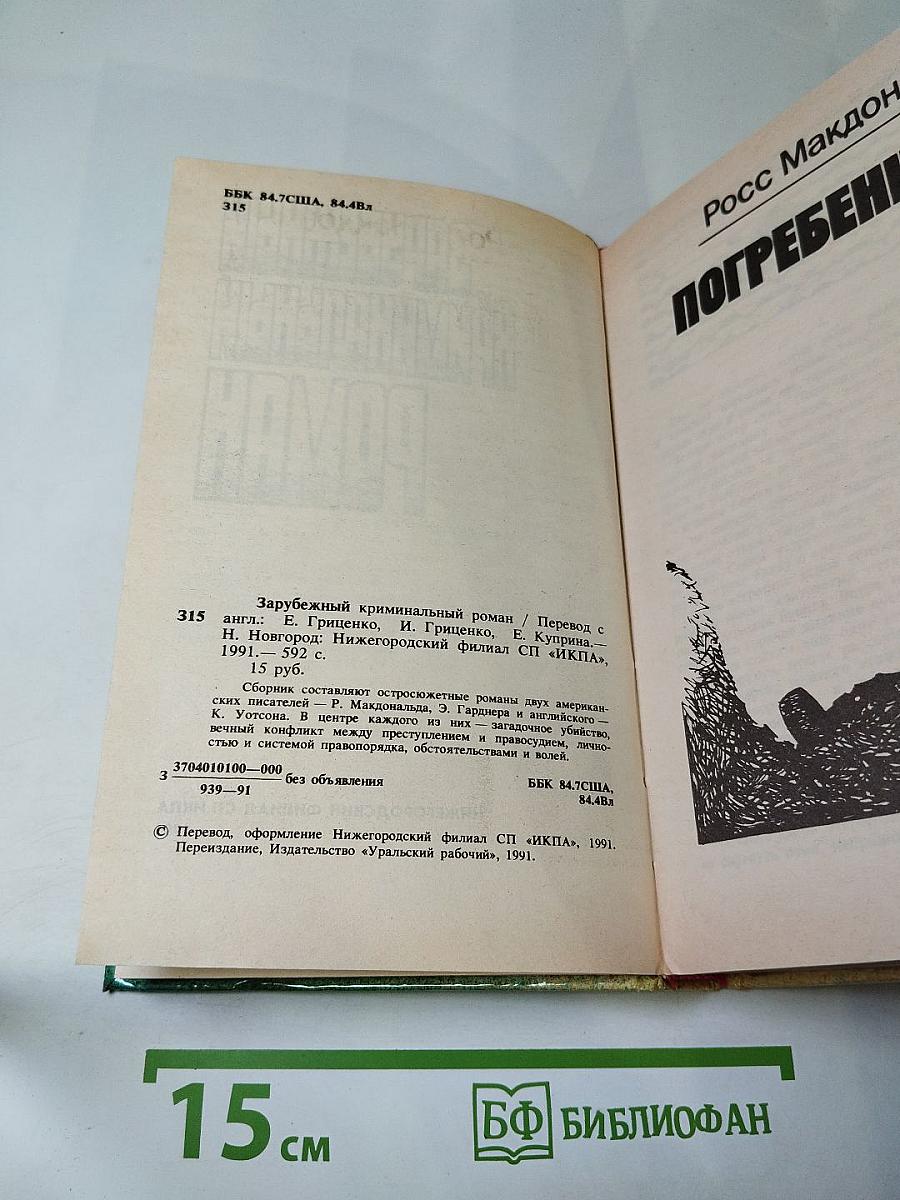 ББК 84.7США, 84.4Вл
З15
Зарубежный криминальный роман / Перевод с
З15 англ.: Е. Гриценко, И. Гриценко, Е. Куприна.—
Н. Новгород: Нижегородский филиал СП «ИКПА»,
1991.— 592 с.
15 руб.
Сборник составляют остросюжетные романы двух американ-
ских писателей — Р. Макдональда, Э. Гарднера и английского —
К. Уотсона. В центре каждого из них — загадочное убийство,
вечный конфликт между преступлением и правосудием, лично-
стью и системой правопорядка, обстоятельствами и волей.
З 3704010100—000 без объявления
939—91
ББК 84.7США,
84.4Вл
© Перевод, оформление Нижегородский филиал СП «ИКПА», 1991.
Переиздание, Издательство «Уральский рабочий», 1991.
Росс Макдон
ПОГРЕБЕНН
15 см
БФ БИБЛИОФАН